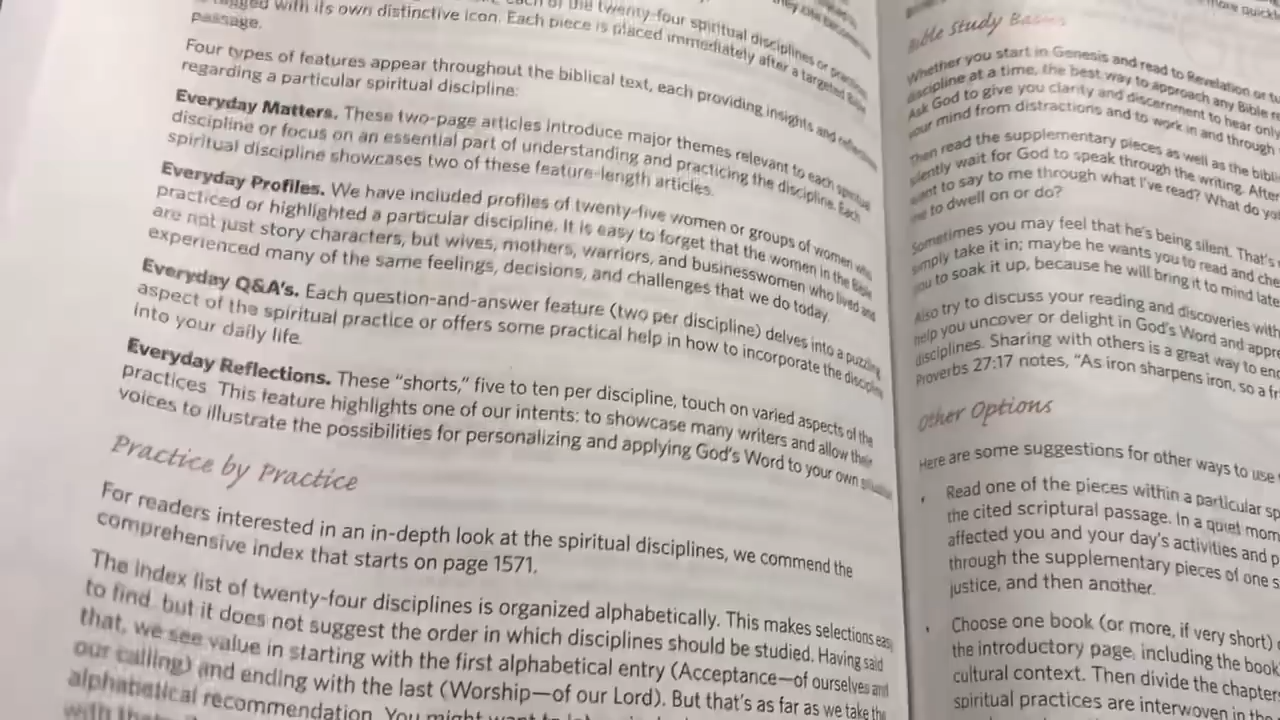 tagged with its own distinctive icon. Each piece is placed immediately after a targeted Bible
passage.
Four types of features appear throughout the biblical text, each providing insights and reflections
regarding a particular spiritual discipline:
Everyday Matters. These two-page articles introduce major themes relevant to each spiritual
discipline or focus on an essential part of understanding and practicing the discipline. Each
spiritual discipline showcases two of these feature-length articles.
Everyday Profiles. We have included profiles of twenty-five women or groups of women who
practiced or highlighted a particular discipline. It is easy to forget that the women in the Bible
are not just story characters, but wives, mothers, warriors, and businesswomen who lived and
experienced many of the same feelings, decisions, and challenges that we do today.
Everyday Q&A's. Each question-and-answer feature (two per discipline) delves into a puzzling
aspect of the spiritual practice or offers some practical help in how to incorporate the discipline
into your daily life.
Everyday Reflections. These "shorts," five to ten per discipline, touch on varied aspects of the
practices. This feature highlights one of our intents: to showcase many writers and allow their
voices to illustrate the possibilities for personalizing and applying God's Word to your own
Practice by Practice
For readers interested in an in-depth look at the spiritual disciplines, we commend the
comprehensive index that starts on page 1571.
The index list of twenty-four disciplines is organized alphabetically. This makes selections easy
to find, but it does not suggest the order in which disciplines should be studied. Having said
that, we see value in starting with the first alphabetical entry (Acceptance—of ourselves and
our calling) and ending with the last (Worship—of our Lord). But that's as far as we take the
alphabetical recommendation. You might want to
Bible Study Basics
Whether you start in Genesis and read to Revelation or
discipline at a time, the best way to approach any Bible
Ask God to give you clarity and discernment to hear only
your mind from distractions and to work in and through
Then read the supplementary pieces as well as the
silently wait for God to speak through the writing. After
want to say to me through what I've read? What do
me to dwell on or do?
Sometimes you may feel that he's being silent. That's
simply take it in; maybe he wants you to read and
you to soak it up, because he will bring it to mind
Also try to discuss your reading and discoveries
help you uncover or delight in God's Word and
disciplines. Sharing with others is a great way to
Proverbs 27:17 notes, "As iron sharpens iron, so a
Other Options
Here are some suggestions for other ways to use
• Read one of the pieces within a particular
the cited scriptural passage. In a quiet
affected you and your day's activities and
through the supplementary pieces of one
justice, and then another.
• Choose one book (or more, if very short)
the introductory page, including the book
cultural context. Then divide the
spiritual practices are interwoven in